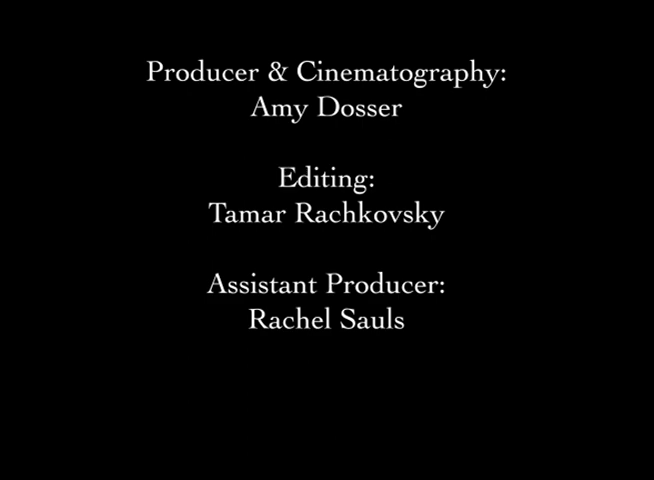 Producer & Cinematography:
Amy Dosser
Editing:
Tamar Rachkovsky
Assistant Producer:
Rachel Sauls